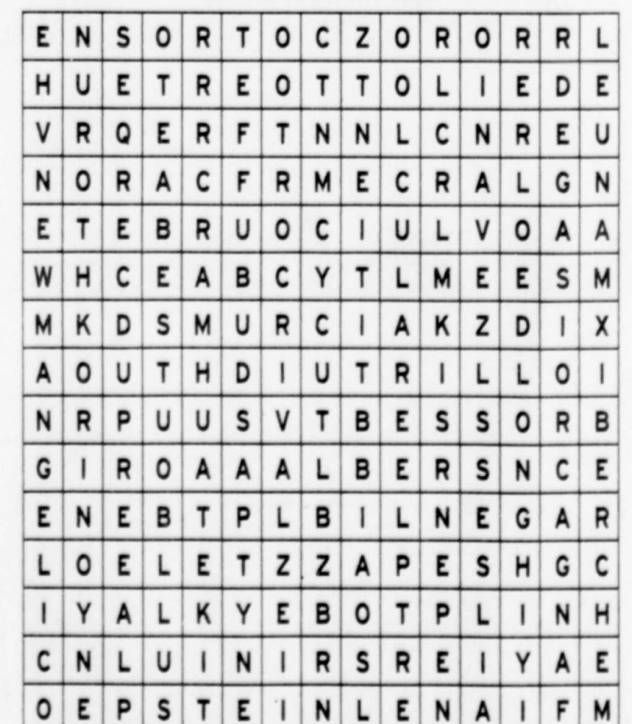 E N S O R T O C Z O R O R R L
H U E T R E O T T O L I E D E
V R Q E R F T N N L C N R E U
N O R A C F R M E C R A L G N
E T E B R U O C I U L V O A A
W H C E A B C Y T L M E E S M
M K D S M U R C I A K Z D I X
A O U T H D I U T R I L L O I
N R P U U S V T B E S S O R B
G I R O A A A L B E R S N C E
E N E B T P L B I L N E G A R
L O E L E T Z Z A P E S H G C
I Y A L K Y E B O T P L I N H
C N L U I N I R S R E I Y A E
O E P S T E I N L E N A I F M